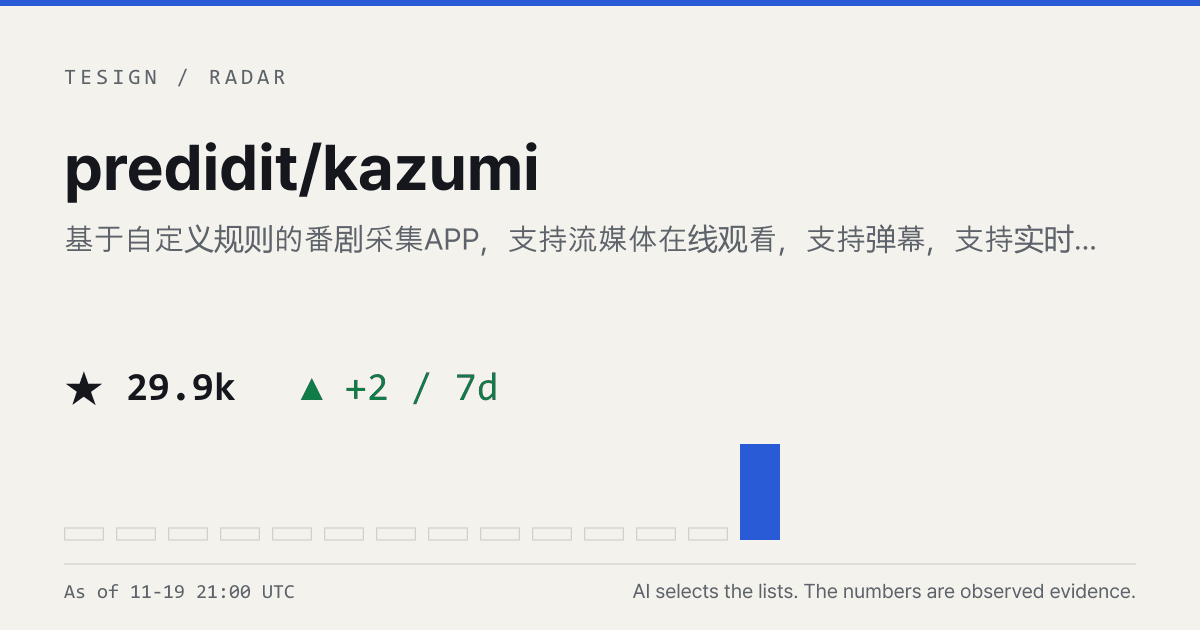 TESIGN / RADAR
predidit/kazumi
基于自定义规则的番剧采集APP，支持流媒体在线观看，支持弹幕，支持实时...
★ 29.9k ▲ +2 / 7d
As of 11-19 21:00 UTC
AI selects the lists. The numbers are observed evidence.